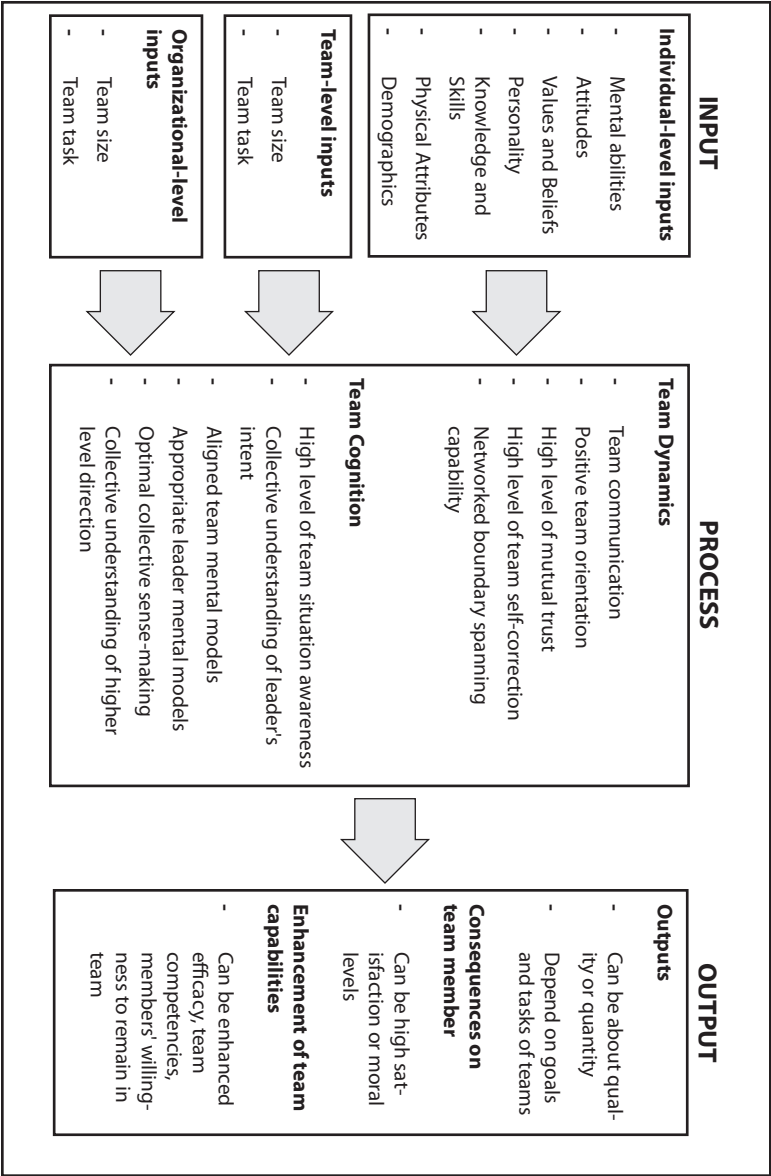 INPUT
Individual-level inputs
- Mental abilities
- Attitudes
- Values and Beliefs
- Personality
- Knowledge and
Skills
- Physical Attributes
- Demographics
Team-level inputs
- Team size
- Team task
Organizational-level
inputs
- Team size
- Team task
PROCESS
Team Dynamics
- Team communication
- Positive team orientation
- High level of mutual trust
- High level of team self-correction
- Networked boundary spanning
capability
Team Cognition
- High level of team situation awareness
- Collective understanding of leader's
intent
- Aligned team mental models
- Appropriate leader mental models
- Optimal collective sense-making
- Collective understanding of higher
level direction
OUTPUT
Outputs
- Can be about qual-
ity or quantity
- Depend on goals
and tasks of teams
Consequences on
team member
- Can be high sat-
isfaction or moral
levels
Enhancement of team
capabilities
- Can be enhanced
efficacy, team
competencies,
members' willing-
ness to remain in
team